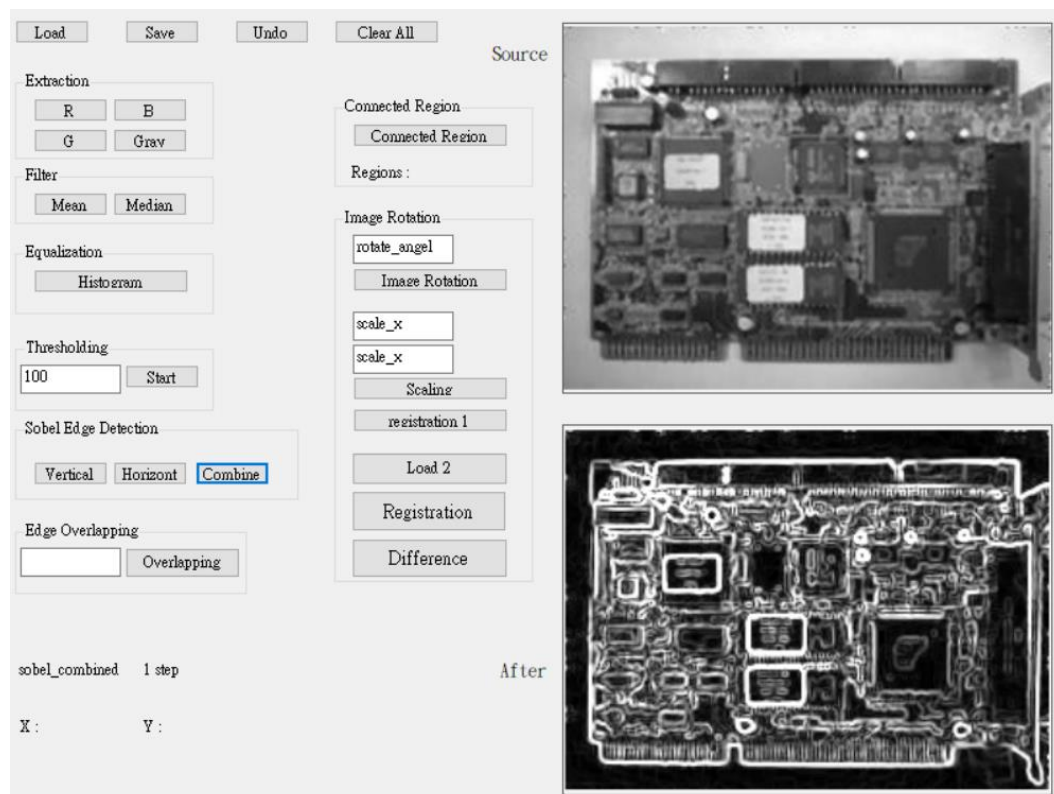 Load Save Undo Clear All
Source
Extraction
R B
G Gray
Filter
Mean Median
Equalization
Histogram
Thresholding
100 Start
Sobel Edge Detection
Vertical Horizont Combine
Edge Overlapping
Overlapping
sobel_combined 1 step
X : Y :
Connected Region
Connected Region
Regions :
Image Rotation
rotate_angel
Image Rotation
scale_x
scale_x
Scaling
registration 1
Load 2
Registration
Difference
After